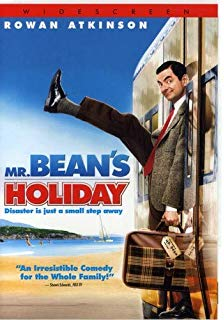 WIDESCREEN
ROWAN ATKINSON
MR. BEAN'S
HOLIDAY
Disaster is just a small step away
"An Irresistible Comedy
for the Whole Family!"